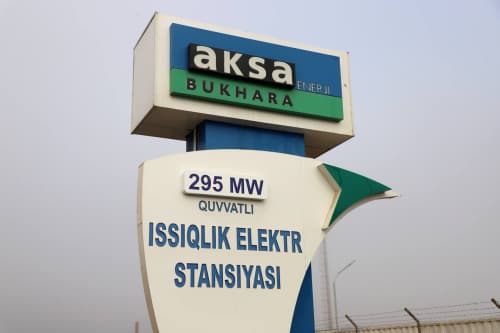 aksa ENERJİ
BUKHARA
295 MW
QUVVATLI
ISSIQLIK ELEKTR
STANSIYASI